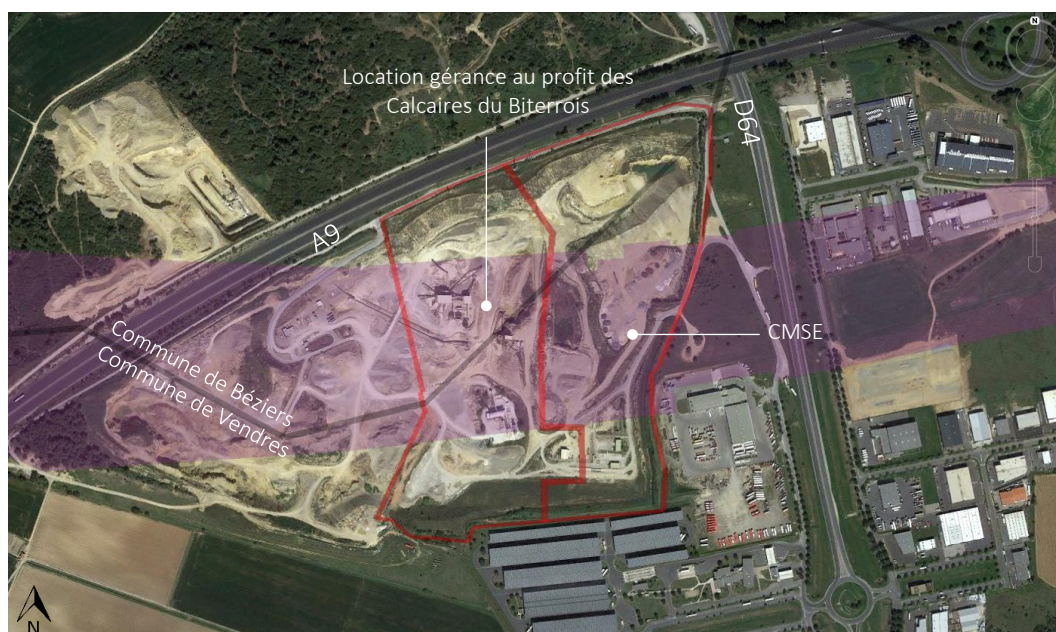 N
Location gérance au profit des
Calcaires du Biterrois
D64
A9
CMSE
Commune de Béziers
Commune de Vendres
N